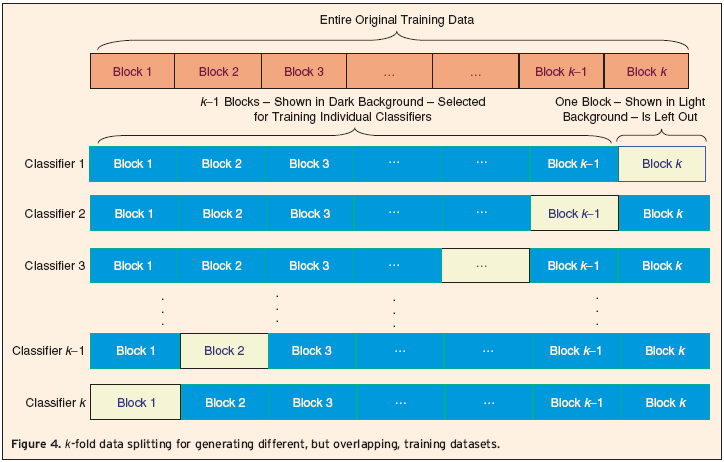 Entire Original Training Data
Block 1 Block 2 Block 3 ... ... Block k–1 Block k
k–1 Blocks – Shown in Dark Background – Selected
for Training Individual Classifiers
One Block – Shown in Light
Background – Is Left Out
Classifier 1 Block 1 Block 2 Block 3 ... ... Block k–1 Block k
Classifier 2 Block 1 Block 2 Block 3 ... ... Block k–1 Block k
Classifier 3 Block 1 Block 2 Block 3 ... ... Block k–1 Block k
Classifier k–1 Block 1 Block 2 Block 3 ... ... Block k–1 Block k
Classifier k Block 1 Block 2 Block 3 ... ... Block k–1 Block k
Figure 4. k-fold data splitting for generating different, but overlapping, training datasets.